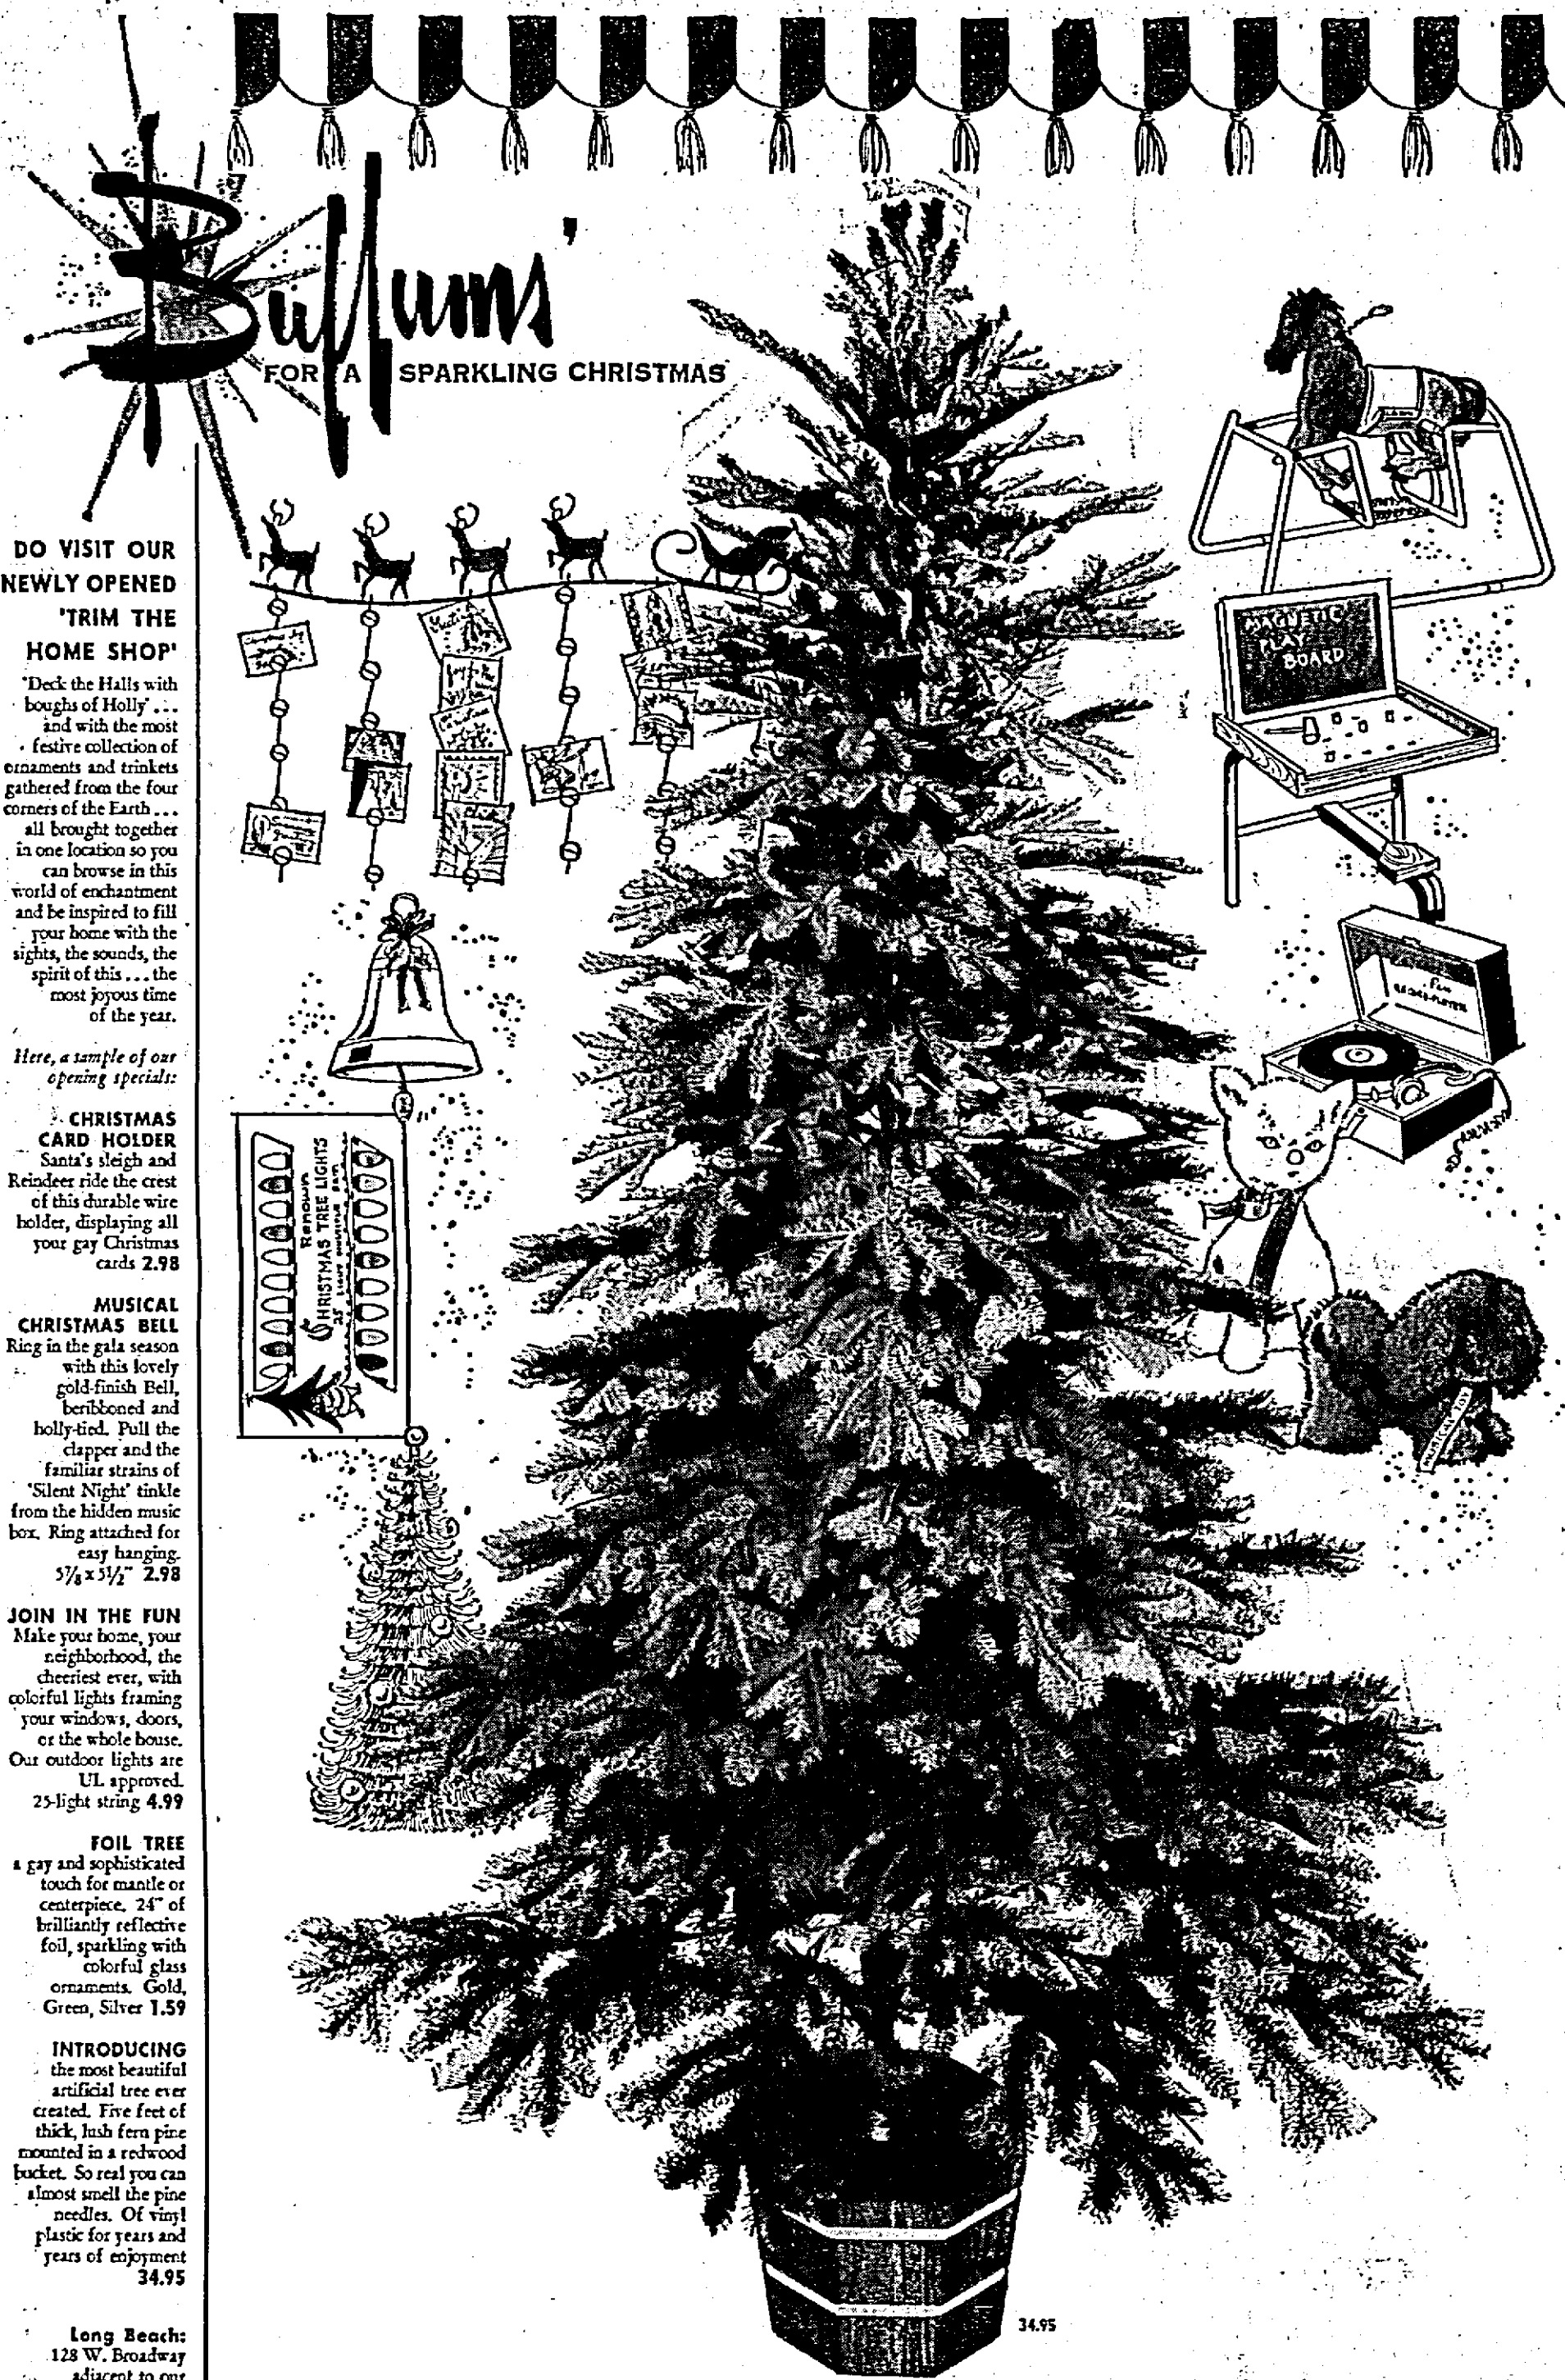 Buffums'
FOR A SPARKLING CHRISTMAS
DO VISIT OUR
NEWLY OPENED
'TRIM THE
HOME SHOP'
'Deck the Halls with
boughs of Holly' ...
and with the most
festive collection of
ornaments and trinkets
gathered from the four
corners of the Earth ...
all brought together
in one location so you
can browse in this
world of enchantment
and be inspired to fill
your home with the
sights, the sounds, the
spirit of this ... the
most joyous time
of the year.
Here, a sample of our
opening specials:
CHRISTMAS
CARD HOLDER
Santa's sleigh and
Reindeer ride the crest
of this durable wire
holder, displaying all
your gay Christmas
cards 2.98
MUSICAL
CHRISTMAS BELL
Ring in the gala season
with this lovely
gold-finish Bell,
beribboned and
holly-tied. Pull the
clapper and the
familiar strains of
'Silent Night' tinkle
from the hidden music
box. Ring attached for
easy hanging.
5⅞ x 5½" 2.98
JOIN IN THE FUN
Make your home, your
neighborhood, the
cheeriest ever, with
colorful lights framing
your windows, doors,
or the whole house.
Our outdoor lights are
UL approved.
25-light string 4.99
FOIL TREE
a gay and sophisticated
touch for mantle or
centerpiece. 24" of
brilliantly reflective
foil, sparkling with
colorful glass
ornaments. Gold,
Green, Silver 1.59
INTRODUCING
the most beautiful
artificial tree ever
created. Five feet of
thick, lush fern pine
mounted in a redwood
bucket. So real you can
almost smell the pine
needles. Of vinyl
plastic for years and
years of enjoyment
34.95
Long Beach:
128 W. Broadway
adjacent to our
RENOWN
CHRISTMAS TREE LIGHTS
MAGNETIC
PLAY
BOARD
MUSICAL TOY
34.95